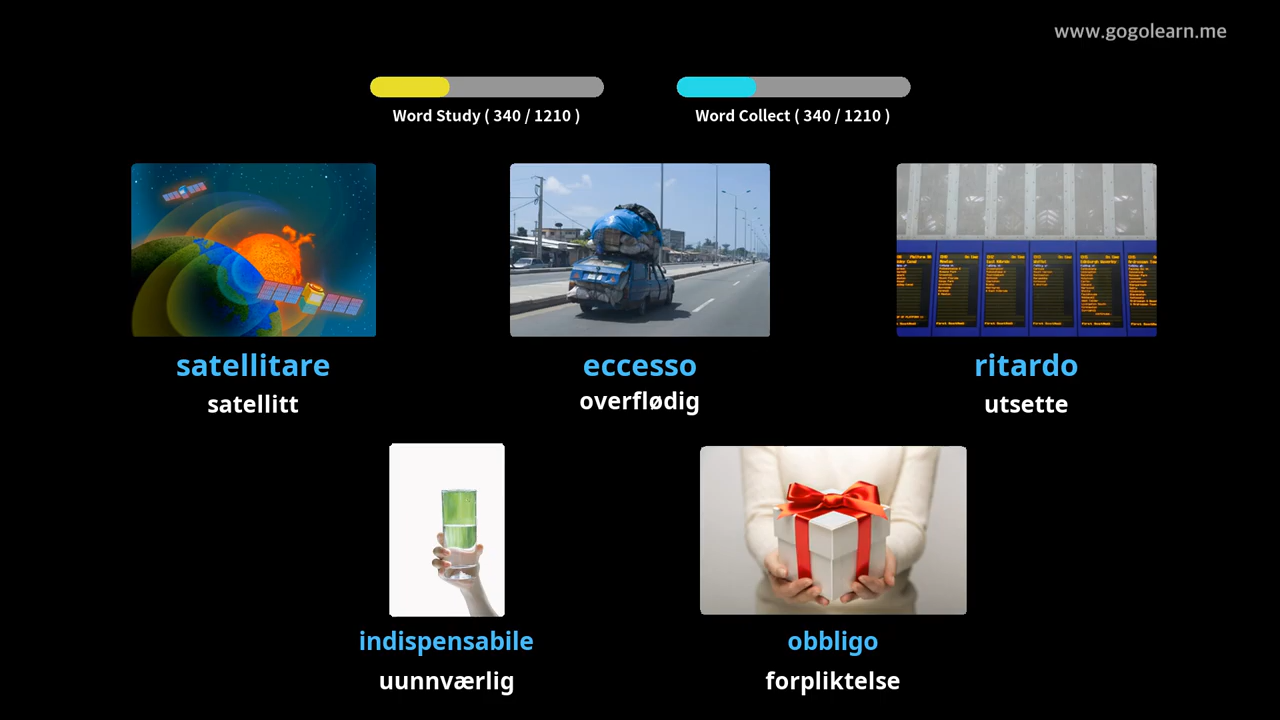 www.gogolearn.me
Word Study ( 340 / 1210 )
Word Collect ( 340 / 1210 )
satellitare
satellitt
eccesso
overflødig
ritardo
utsette
indispensabile
uunnværlig
obbligo
forpliktelse